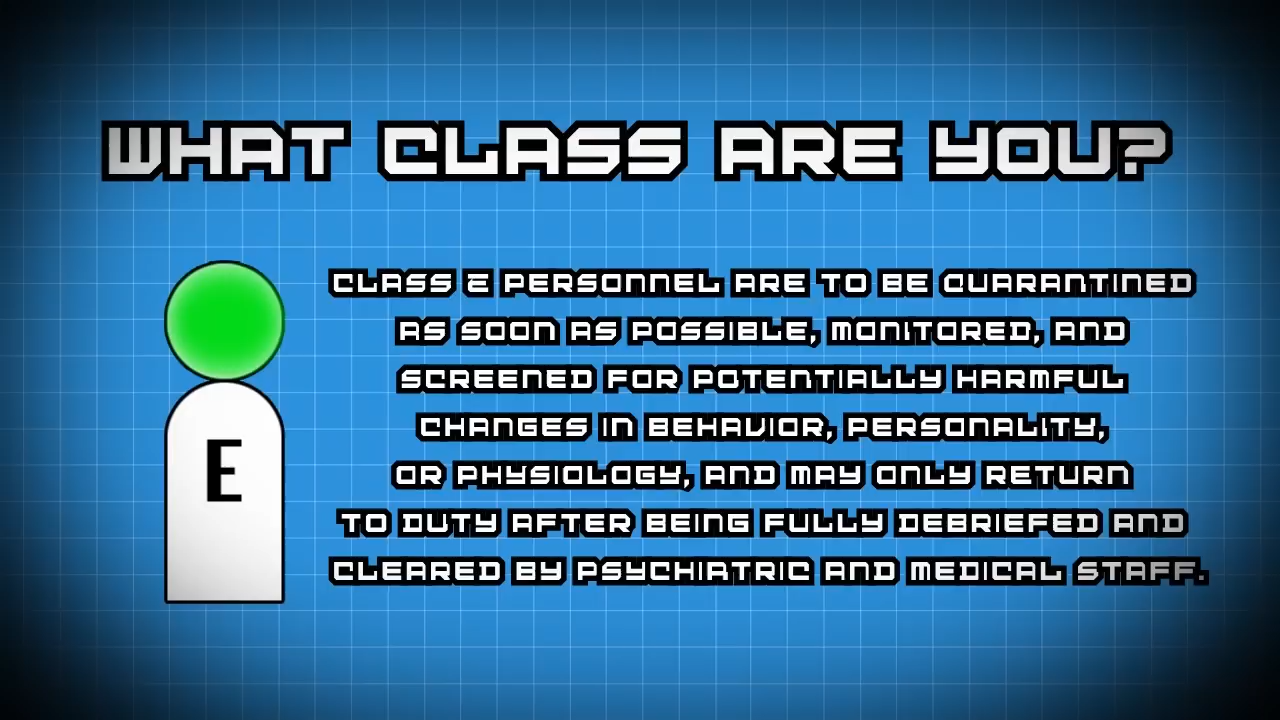 WHAT CLASS ARE YOU?
CLASS E PERSONNEL ARE TO BE QUARANTINED
AS SOON AS POSSIBLE, MONITORED, AND
SCREENED FOR POTENTIALLY HARMFUL
CHANGES IN BEHAVIOR, PERSONALITY,
OR PHYSIOLOGY, AND MAY ONLY RETURN
TO DUTY AFTER BEING FULLY DEBRIEFED AND
CLEARED BY PSYCHIATRIC AND MEDICAL STAFF.
E